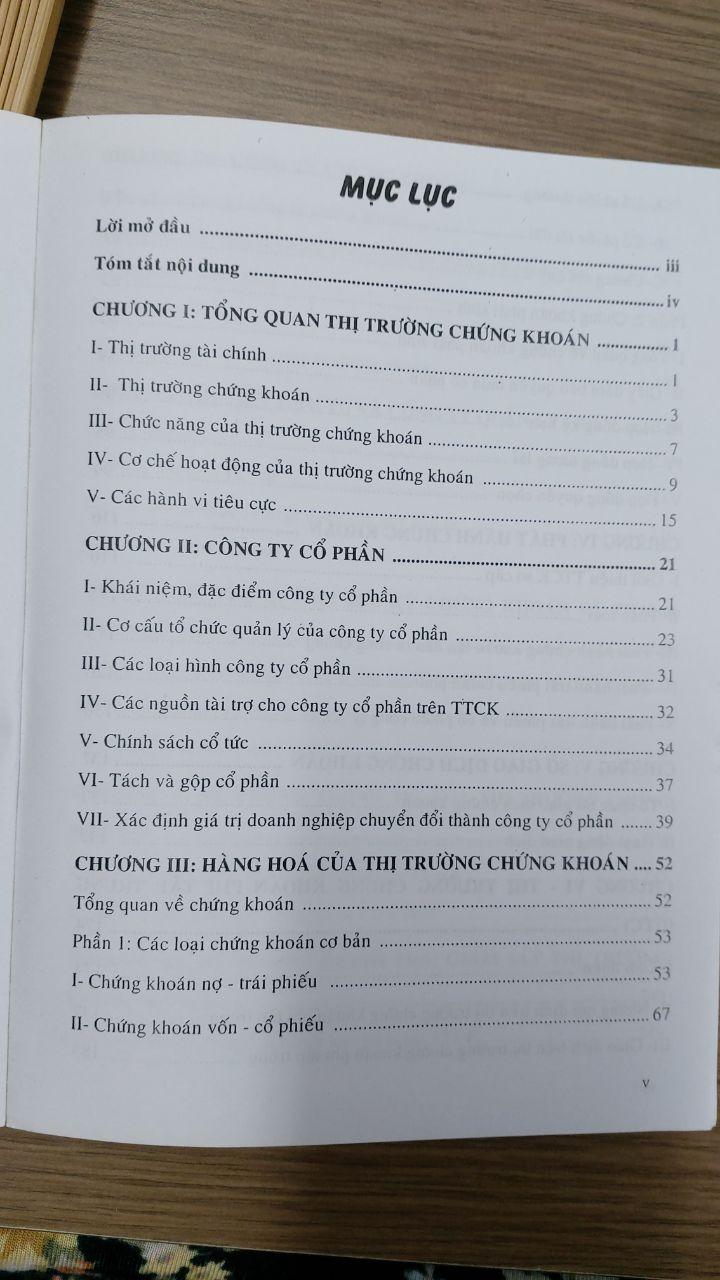 MỤC LỤC
Lời mở đầu ........................................ iii
Tóm tắt nội dung ........................................ iv
CHƯƠNG I: TỔNG QUAN THỊ TRƯỜNG CHỨNG KHOÁN ................ 1
I- Thị trường tài chính ........................................ 1
II- Thị trường chứng khoán ........................................ 3
III- Chức năng của thị trường chứng khoán ........................................ 7
IV- Cơ chế hoạt động của thị trường chứng khoán ........................................ 9
V- Các hành vi tiêu cực ........................................ 15
CHƯƠNG II: CÔNG TY CỔ PHẦN ........................................ 21
I- Khái niệm, đặc điểm công ty cổ phần ........................................ 21
II- Cơ cấu tổ chức quản lý của công ty cổ phần ........................................ 23
III- Các loại hình công ty cổ phần ........................................ 31
IV- Các nguồn tài trợ cho công ty cổ phần trên TTCK ........................ 32
V- Chính sách cổ tức ........................................ 34
VI- Tách và gộp cổ phần ........................................ 37
VII- Xác định giá trị doanh nghiệp chuyển đổi thành công ty cổ phần ....... 39
CHƯƠNG III: HÀNG HOÁ CỦA THỊ TRƯỜNG CHỨNG KHOÁN .... 52
Tổng quan về chứng khoán ........................................ 52
Phần 1: Các loại chứng khoán cơ bản ........................................ 53
I- Chứng khoán nợ - trái phiếu ........................................ 53
II- Chứng khoán vốn - cổ phiếu ........................................ 67
v